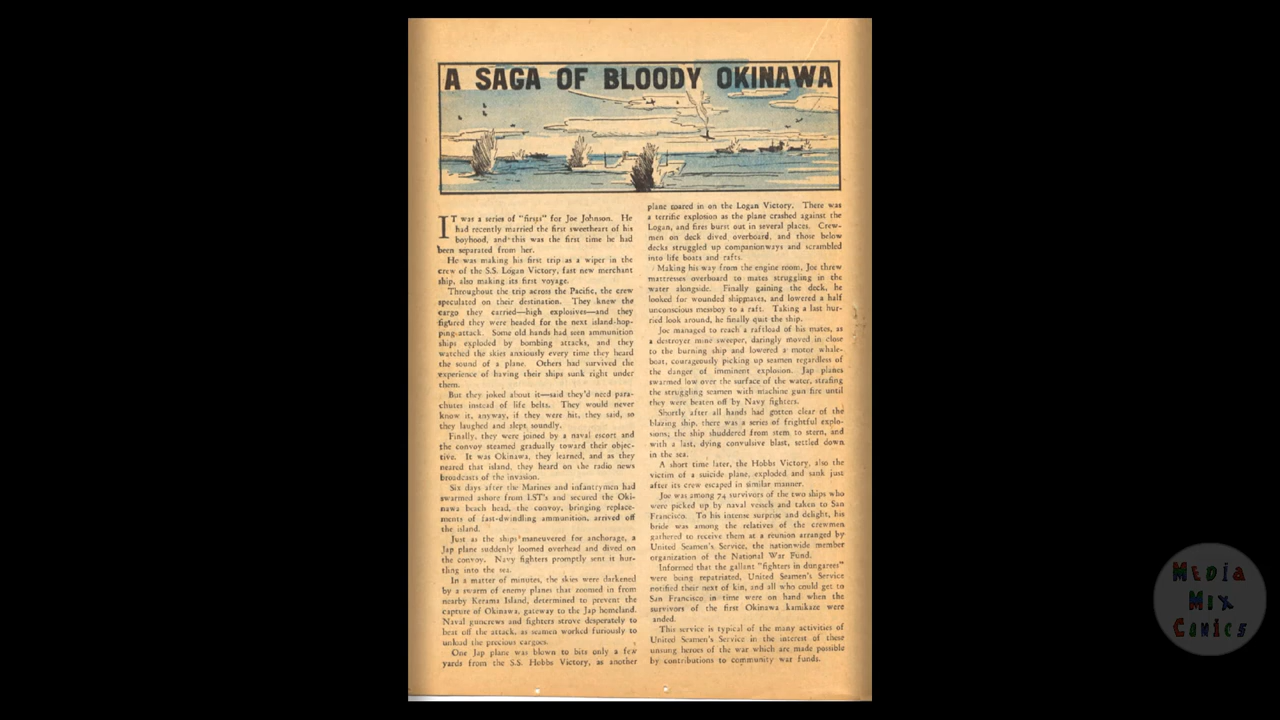 A SAGA OF BLOODY OKINAWA
IT was a series of "firsts" for Joe Johnson. He
had recently married the first sweetheart of his
boyhood, and this was the first time he had
been separated from her.
He was making his first trip as a wiper in the
crew of the S.S. Logan Victory, fast new merchant
ship, also making its first voyage.
Throughout the trip across the Pacific, the crew
speculated on their destination. They knew the
cargo they carried—high explosives—and they
figured they were headed for the next island-hop-
ping-attack. Some old hands had seen ammunition
ships exploded by bombing attacks, and they
watched the skies anxiously every time they heard
the sound of a plane. Others had survived the
experience of having their ships sunk right under
them.
But they joked about it—said they'd need para-
chutes instead of life belts. They would never
know it, anyway, if they were hit, they said, so
they laughed and slept soundly.
Finally, they were joined by a naval escort and
the convoy steamed gradually toward their objec-
tive. It was Okinawa, they learned, and as they
neared that island, they heard on the radio news
broadcasts of the invasion.
Six days after the Marines and infantrymen had
swarmed ashore from LST's and secured the Oki-
nawa beach head, the convoy, bringing replace-
ments of fast-dwindling ammunition, arrived off
the island.
Just as the ships maneuvered for anchorage, a
Jap plane suddenly loomed overhead and dived on
the convoy. Navy fighters promptly sent it hur-
tling into the sea.
In a matter of minutes, the skies were darkened
by a swarm of enemy planes that zoomed in from
nearby Kerama Island, determined to prevent the
capture of Okinawa, gateway to the Jap homeland.
Naval guncrews and fighters strove desperately to
beat off the attack, as seamen worked furiously to
unload the precious cargoes.
One Jap plane was blown to bits only a few
yards from the S.S. Hobbs Victory, as another
plane roared in on the Logan Victory. There was
a terrific explosion as the plane crashed against the
Logan, and fires burst out in several places. Crew-
men on deck dived overboard, and those below
decks struggled up companionways and scrambled
into life boats and rafts.
Making his way from the engine room, Joe threw
mattresses overboard to mates struggling in the
water alongside. Finally gaining the deck, he
looked for wounded shipmates, and lowered a half
unconscious messboy to a raft. Taking a last hur-
ried look around, he finally quit the ship.
Joe managed to reach a raftload of his mates, as
a destroyer mine sweeper, daringly moved in close
to the burning ship and lowered a motor whale-
boat, courageously picking up seamen regardless of
the danger of imminent explosion. Jap planes
swarmed low over the surface of the water, strafing
the struggling seamen with machine gun fire until
they were beaten off by Navy fighters.
Shortly after all hands had gotten clear of the
blazing ship, there was a series of frightful explo-
sions; the ship shuddered from stem to stern, and
with a last, dying convulsive blast, settled down
in the sea.
A short time later, the Hobbs Victory, also the
victim of a suicide plane, exploded and sank just
after its crew escaped in similar manner.
Joe was among 74 survivors of the two ships who
were picked up by naval vessels and taken to San
Francisco. To his intense surprise and delight, his
bride was among the relatives of the crewmen
gathered to receive them at a reunion arranged by
United Seamen's Service, the nationwide member
organization of the National War Fund.
Informed that the gallant "fighters in dungarees"
were being repatriated, United Seamen's Service
notified their next of kin, and all who could get to
San Francisco in time were on hand when the
survivors of the first Okinawa kamikaze were
anded.
This service is typical of the many activities of
United Seamen's Service in the interest of these
unsung heroes of the war which are made possible
by contributions to community war funds.
Media
Mix
Comics